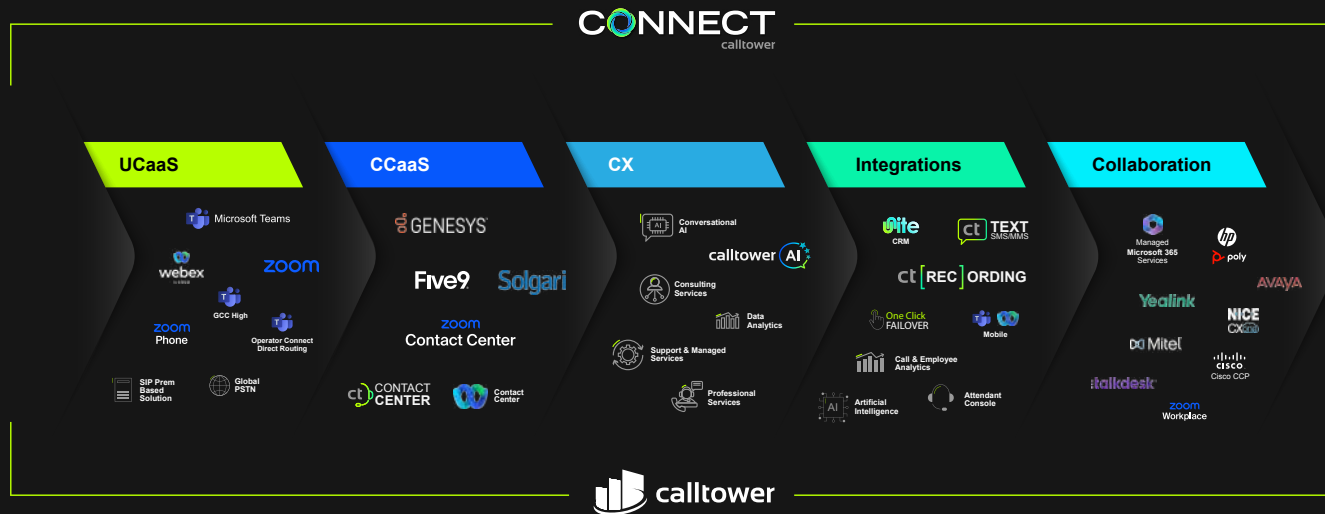 CONNECT
calltower
UCaaS
CCaaS
CX
Integrations
Collaboration
Microsoft Teams
webex
zoom
GCC High
zoom
Phone
Operator Connect
Direct Routing
SIP Prem
Based
Solution
Global
PSTN
GENESYS
Five9
Solgari
zoom
Contact Center
ct CONTACT
CENTER
Contact
Center
AI
Conversational
AI
calltower AI
Consulting
Services
Data
Analytics
Support & Managed
Services
Professional
Services
Unite
CRM
ct TEXT
SMS/MMS
ct[REC]ORDING
One Click
FAILOVER
Mobile
Call & Employee
Analytics
AI
Artificial
Intelligence
Attendant
Console
Managed
Microsoft 365
Services
hp
poly
AVAYA
Yealink
NICE
CXone
Mitel
cisco
Cisco CCP
talkdesk
zoom
Workplace
calltower